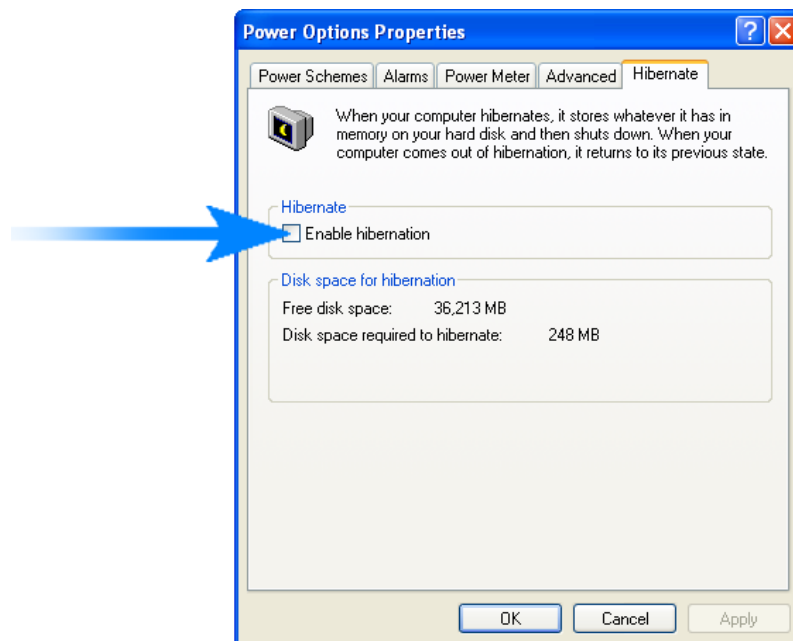 Power Options Properties
Power Schemes Alarms Power Meter Advanced Hibernate
When your computer hibernates, it stores whatever it has in
memory on your hard disk and then shuts down. When your
computer comes out of hibernation, it returns to its previous state.
Hibernate
Enable hibernation
Disk space for hibernation
Free disk space: 36,213 MB
Disk space required to hibernate: 248 MB
OK Cancel Apply